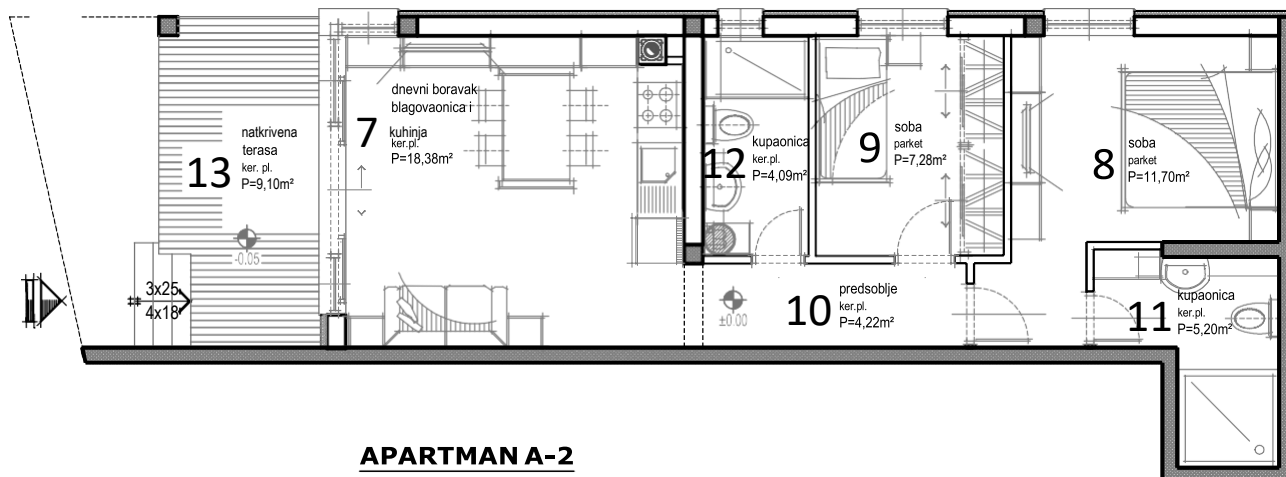 13
natkrivena
terasa
ker. pl.
P=9,10m²
-0.05
3x25
4x18
7
dnevni boravak
blagovaonica i
kuhinja
ker.pl.
P=18,38m²
12
kupaonica
ker.pl.
P=4,09m²
9
soba
parket
P=7,28m²
8
soba
parket
P=11,70m²
±0.00
10
predsoblje
ker.pl.
P=4,22m²
11
kupaonica
ker.pl.
P=5,20m²
APARTMAN A-2